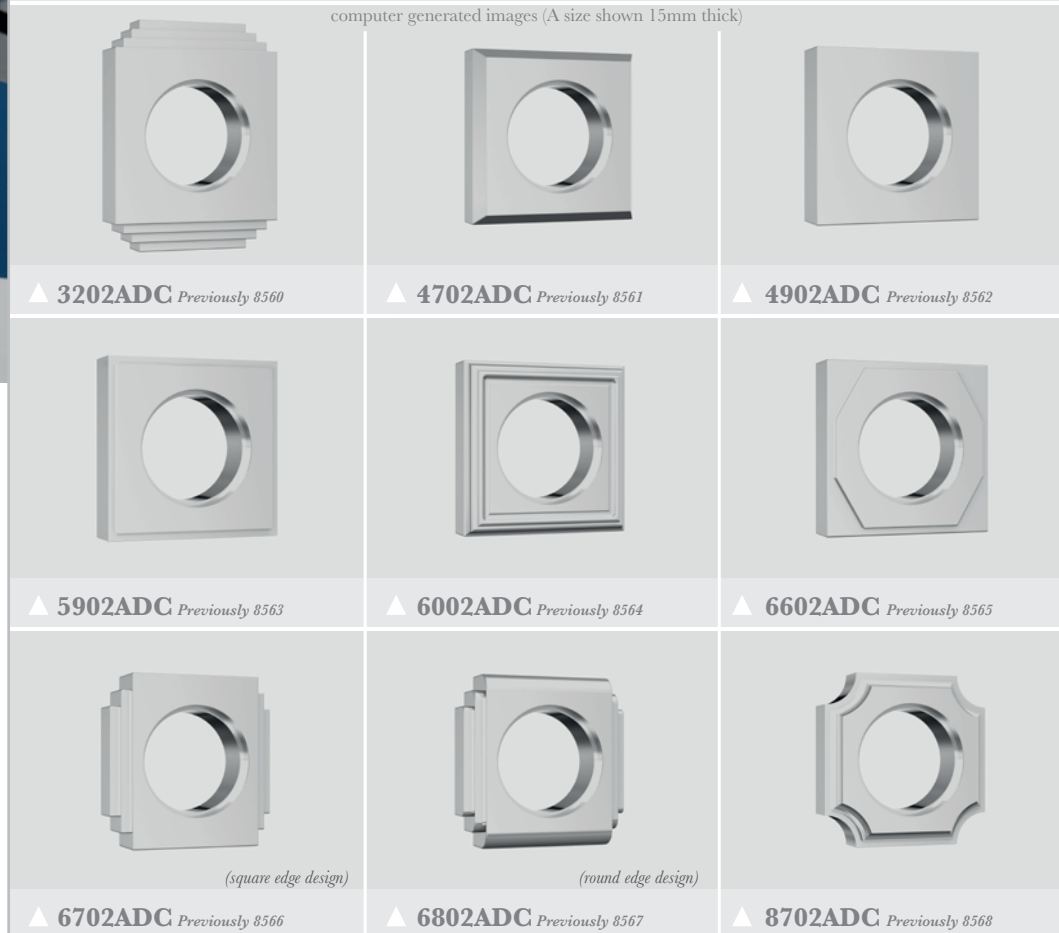 computer generated images (A size shown 15mm thick)
3202ADC Previously 8560
4702ADC Previously 8561
4902ADC Previously 8562
5902ADC Previously 8563
6002ADC Previously 8564
6602ADC Previously 8565
(square edge design)
(round edge design)
6702ADC Previously 8566
6802ADC Previously 8567
8702ADC Previously 8568